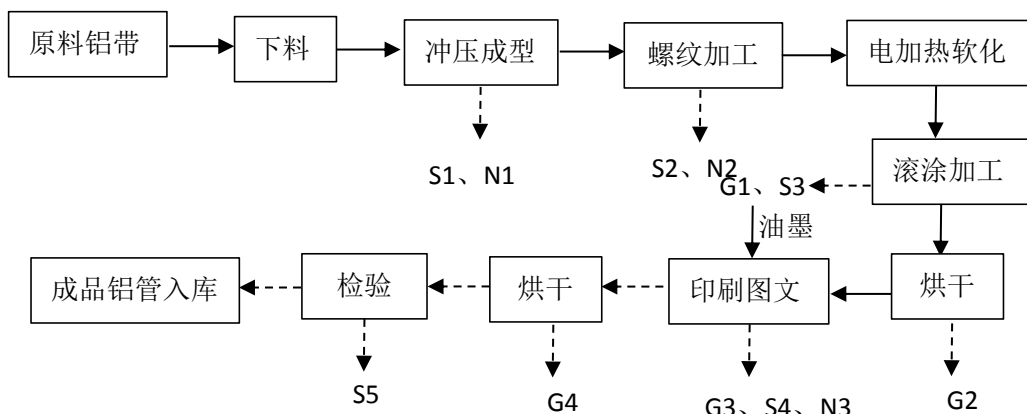 原料铝带
下料
冲压成型
螺纹加工
电加热软化
S1、N1
S2、N2
滚涂加工
G1、S3
油墨
成品铝管入库
检验
烘干
印刷图文
烘干
S5
G4
G3、S4、N3
G2